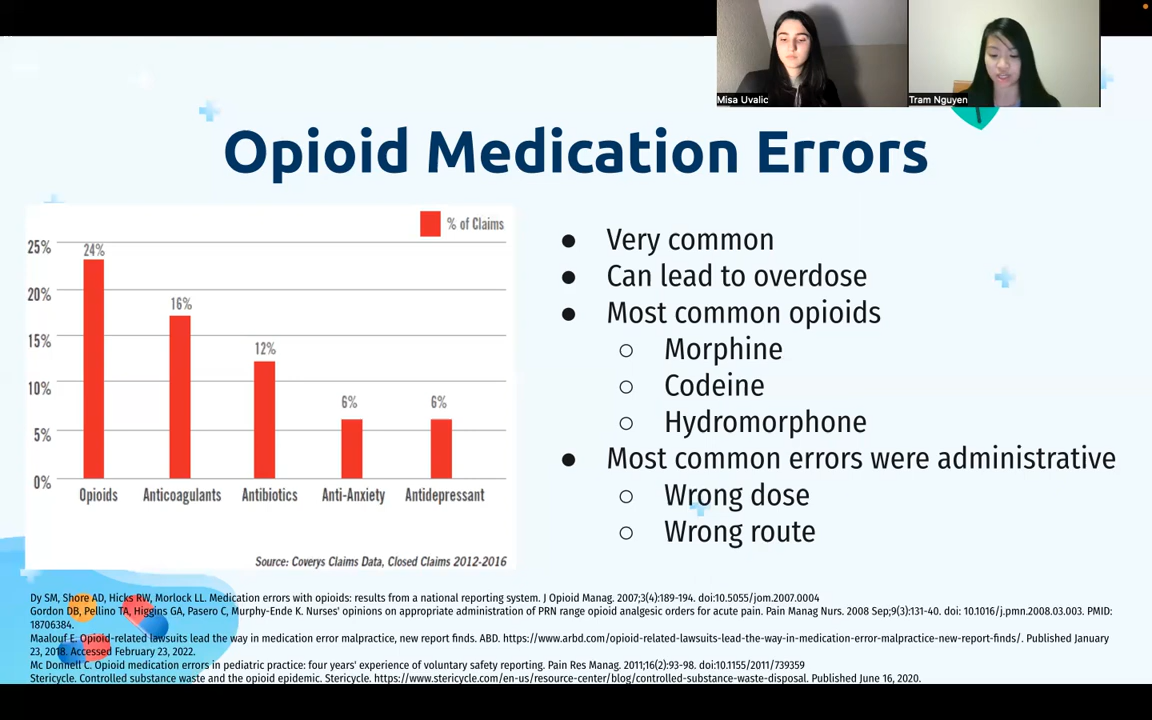 Misa Uvalic
Tram Nguyen
Opioid Medication Errors
% of Claims
25%
20%
15%
10%
5%
0%
24%
16%
12%
6%
6%
Opioids
Anticoagulants
Antibiotics
Anti-Anxiety
Antidepressant
Source: Coverys Claims Data, Closed Claims 2012-2016
● Very common
● Can lead to overdose
● Most common opioids
○ Morphine
○ Codeine
○ Hydromorphone
● Most common errors were administrative
○ Wrong dose
○ Wrong route
Dy SM, Shore AD, Hicks RW, Morlock LL. Medication errors with opioids: results from a national reporting system. J Opioid Manag. 2007;3(4):189-194. doi:10.5055/jom.2007.0004
Gordon DB, Pellino TA, Higgins GA, Pasero C, Murphy-Ende K. Nurses' opinions on appropriate administration of PRN range opioid analgesic orders for acute pain. Pain Manag Nurs. 2008 Sep;9(3):131-40. doi: 10.1016/j.pmn.2008.03.003. PMID:
18706384.
Maalouf E. Opioid-related lawsuits lead the way in medication error malpractice, new report finds. ABD. https://www.arbd.com/opioid-related-lawsuits-lead-the-way-in-medication-error-malpractice-new-report-finds/. Published January
23, 2018. Accessed February 23, 2022.
Mc Donnell C. Opioid medication errors in pediatric practice: four years' experience of voluntary safety reporting. Pain Res Manag. 2011;16(2):93-98. doi:10.1155/2011/739359
Stericycle. Controlled substance waste and the opioid epidemic. Stericycle. https://www.stericycle.com/en-us/resource-center/blog/controlled-substance-waste-disposal. Published June 16, 2020.